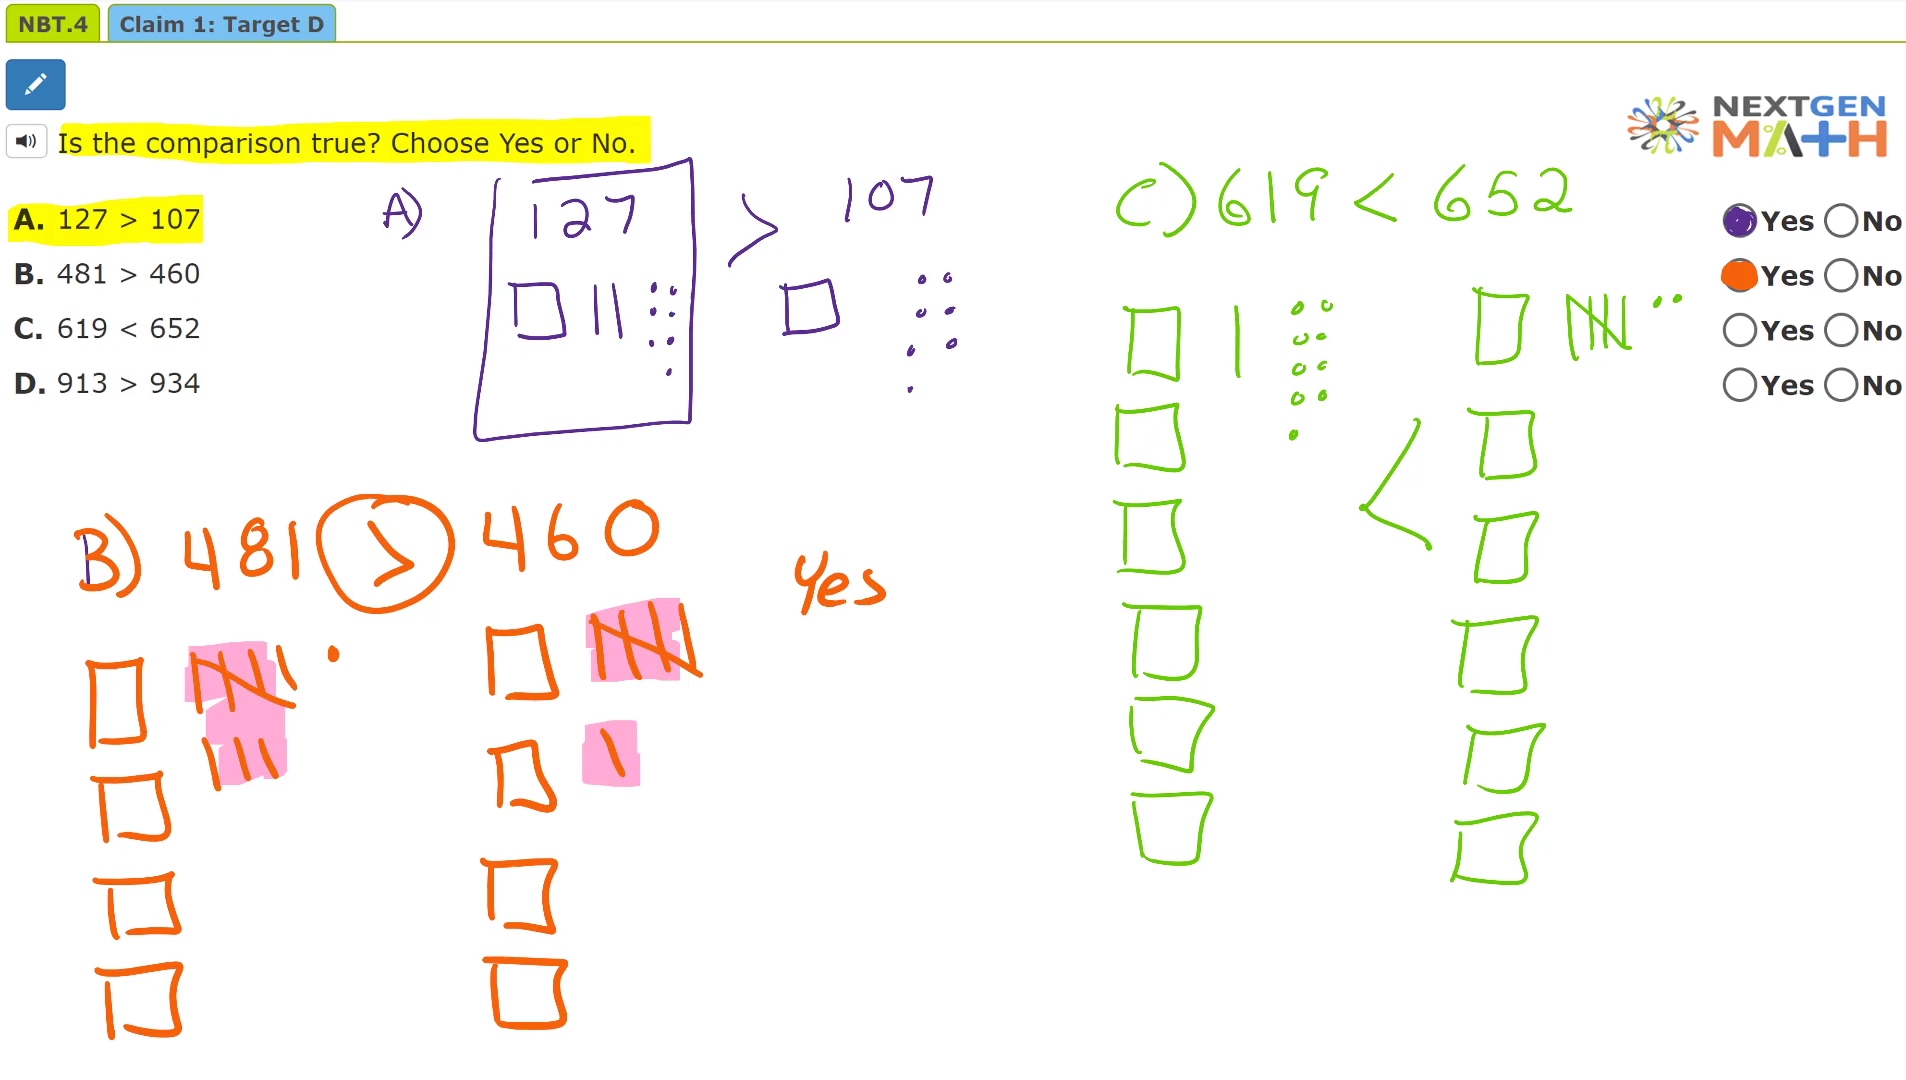 NBT.4 Claim 1: Target D
NEXTGEN
MATH
Is the comparison true? Choose Yes or No.
A. 127 > 107 Yes No
B. 481 > 460 Yes No
C. 619 < 652 Yes No
D. 913 > 934 Yes No
A) 127 > 107
C) 619 < 652
<
B) 481 > 460 Yes